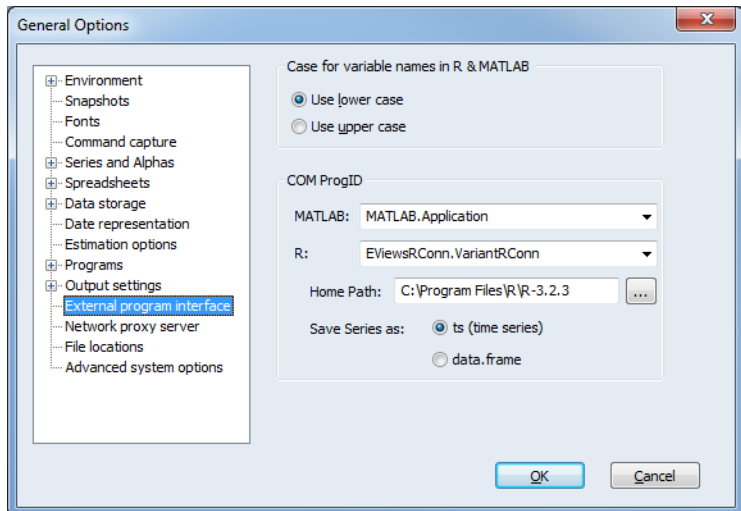 General Options
Environment
Snapshots
Fonts
Command capture
Series and Alphas
Spreadsheets
Data storage
Date representation
Estimation options
Programs
Output settings
External program interface
Network proxy server
File locations
Advanced system options
Case for variable names in R & MATLAB
Use lower case
Use upper case
COM ProgID
MATLAB: MATLAB.Application
R: EViewsRConn.VariantRConn
Home Path: C:\Program Files\R\R-3.2.3 ...
Save Series as: ts (time series)
data.frame
OK Cancel